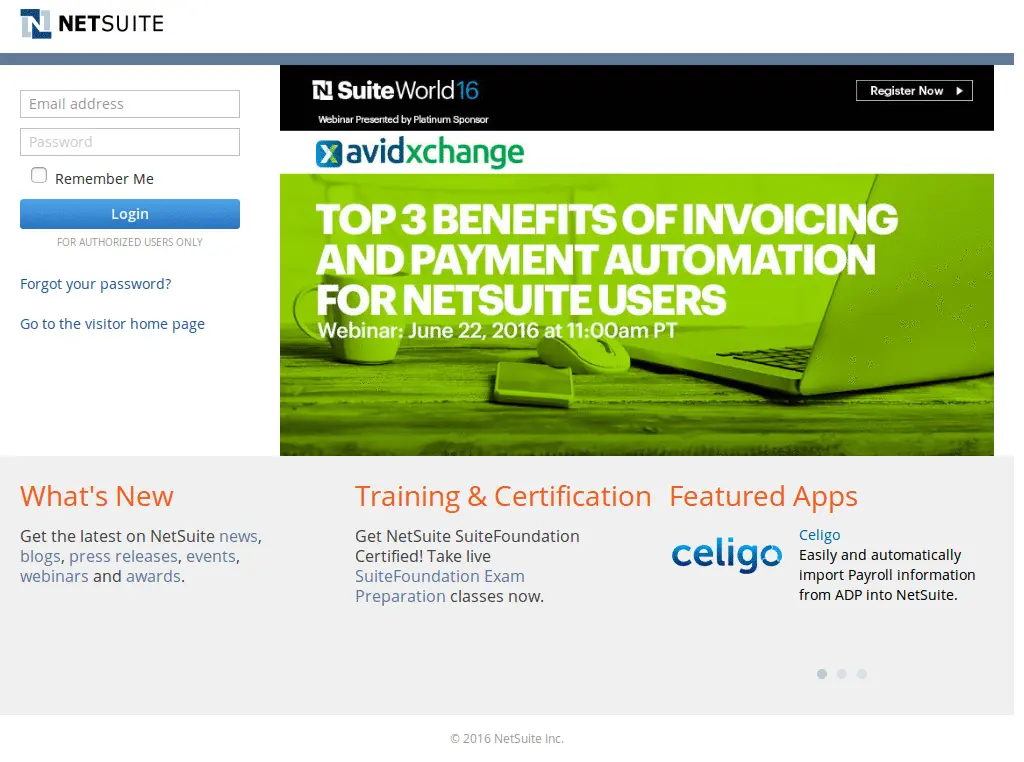 NETSUITE
Email address
Password
Remember Me
Login
FOR AUTHORIZED USERS ONLY
Forgot your password?
Go to the visitor home page
N SuiteWorld16
Register Now
Webinar Presented by Platinum Sponsor
x avidxchange
TOP 3 BENEFITS OF INVOICING
AND PAYMENT AUTOMATION
FOR NETSUITE USERS
Webinar: June 22, 2016 at 11:00am PT
What's New
Get the latest on NetSuite news,
blogs, press releases, events,
webinars and awards.
Training & Certification
Get NetSuite SuiteFoundation
Certified! Take live
SuiteFoundation Exam
Preparation classes now.
Featured Apps
celigo
Celigo
Easily and automatically
import Payroll information
from ADP into NetSuite.
© 2016 NetSuite Inc.